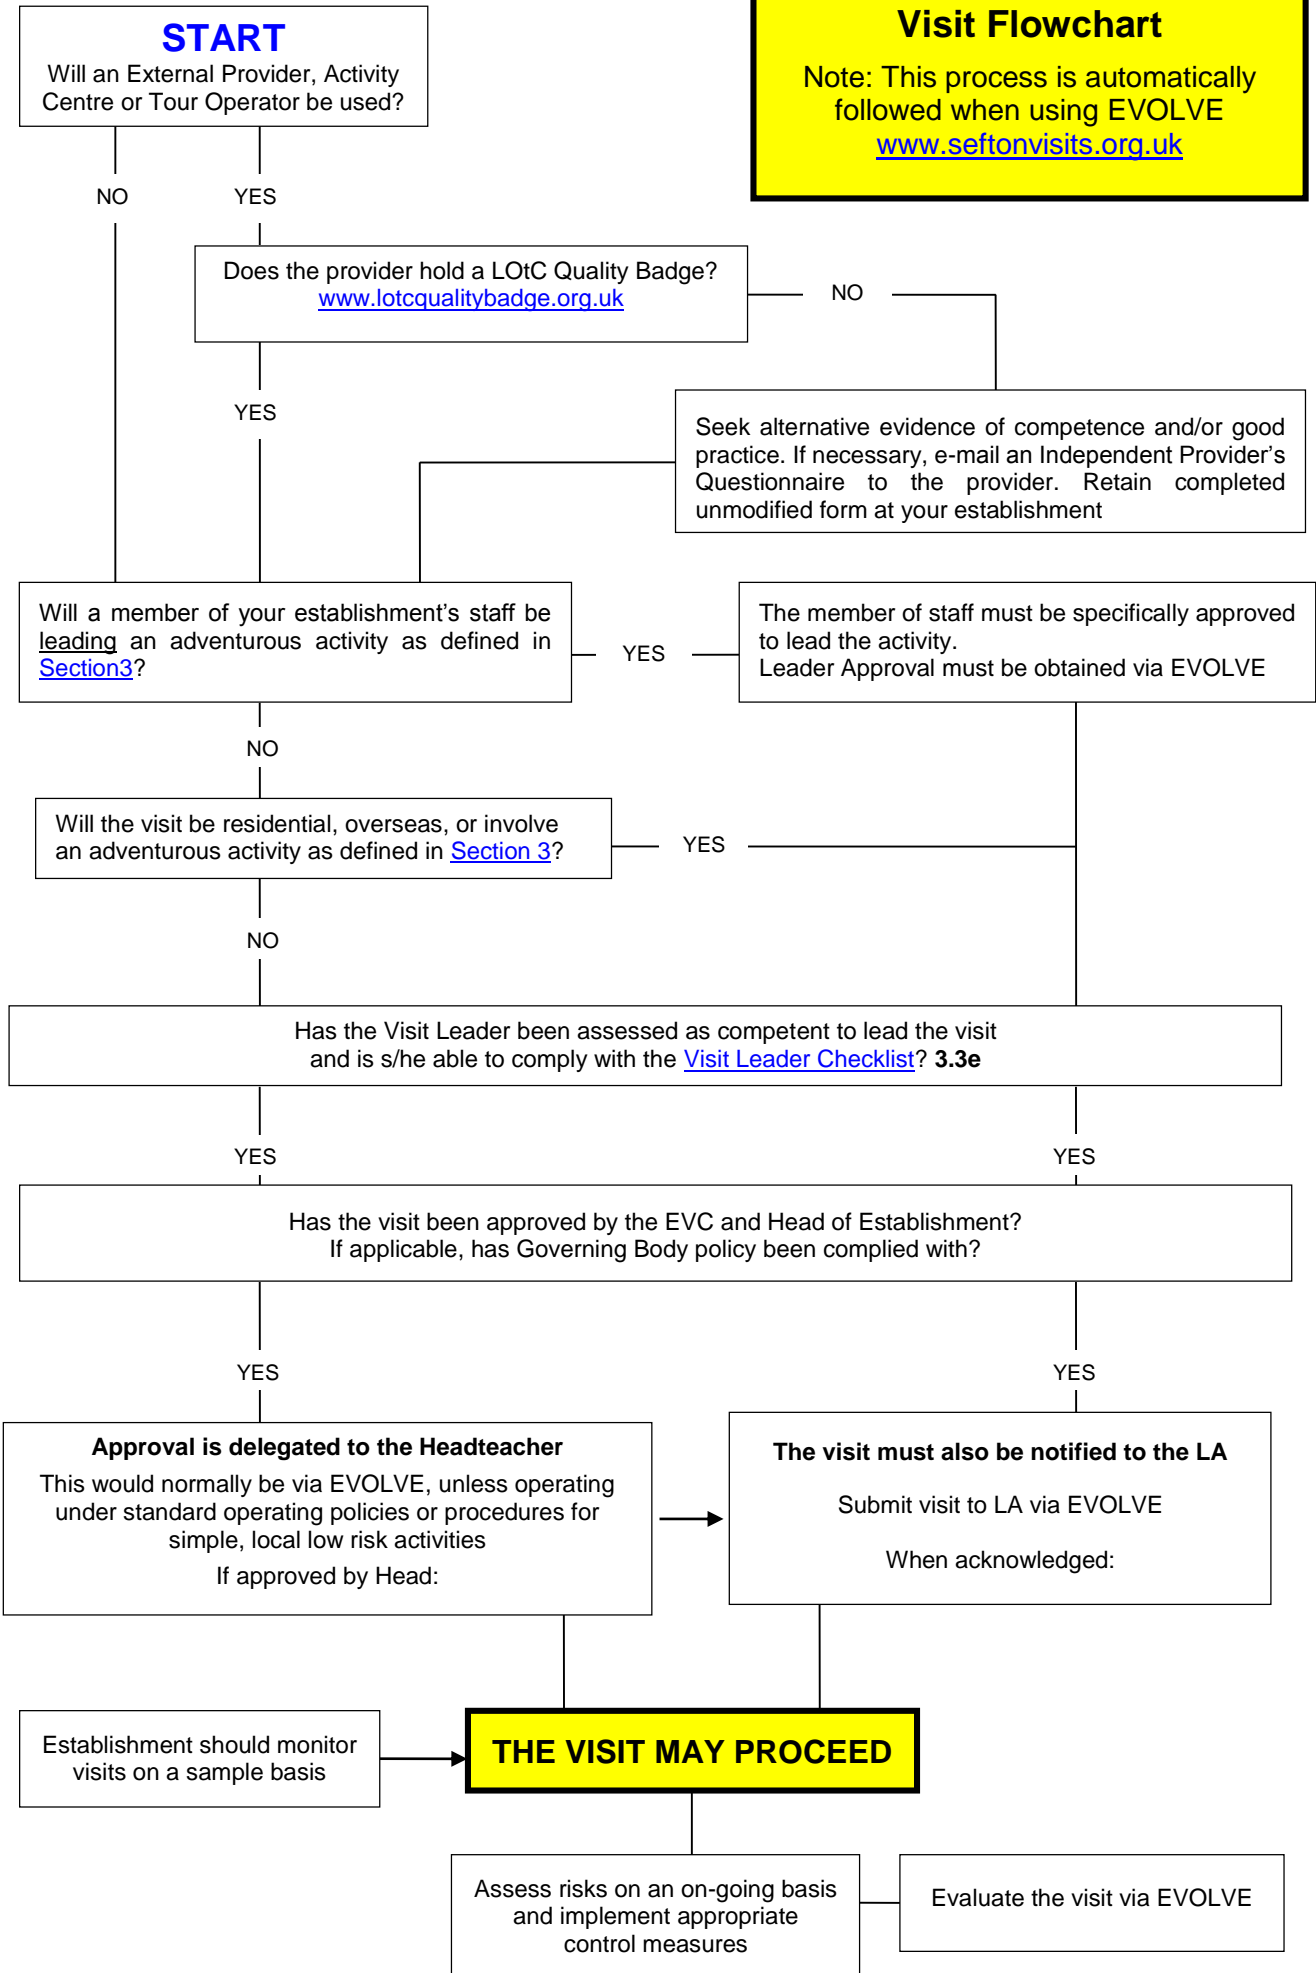 START
Will an External Provider, Activity
Centre or Tour Operator be used?
Visit Flowchart
Note: This process is automatically
followed when using EVOLVE
www.seftonvisits.org.uk
NO
YES
Does the provider hold a LOtC Quality Badge?
www.lotcqualitybadge.org.uk
NO
YES
Seek alternative evidence of competence and/or good
practice. If necessary, e-mail an Independent Provider's
Questionnaire to the provider. Retain completed
unmodified form at your establishment
Will a member of your establishment's staff be
leading an adventurous activity as defined in
Section3?
YES
The member of staff must be specifically approved
to lead the activity.
Leader Approval must be obtained via EVOLVE
NO
Will the visit be residential, overseas, or involve
an adventurous activity as defined in Section 3?
YES
NO
Has the Visit Leader been assessed as competent to lead the visit
and is s/he able to comply with the Visit Leader Checklist? 3.3e
YES
YES
Has the visit been approved by the EVC and Head of Establishment?
If applicable, has Governing Body policy been complied with?
YES
YES
Approval is delegated to the Headteacher
This would normally be via EVOLVE, unless operating
under standard operating policies or procedures for
simple, local low risk activities
If approved by Head:
The visit must also be notified to the LA
Submit visit to LA via EVOLVE
When acknowledged:
Establishment should monitor
visits on a sample basis
THE VISIT MAY PROCEED
Assess risks on an on-going basis
and implement appropriate
control measures
Evaluate the visit via EVOLVE